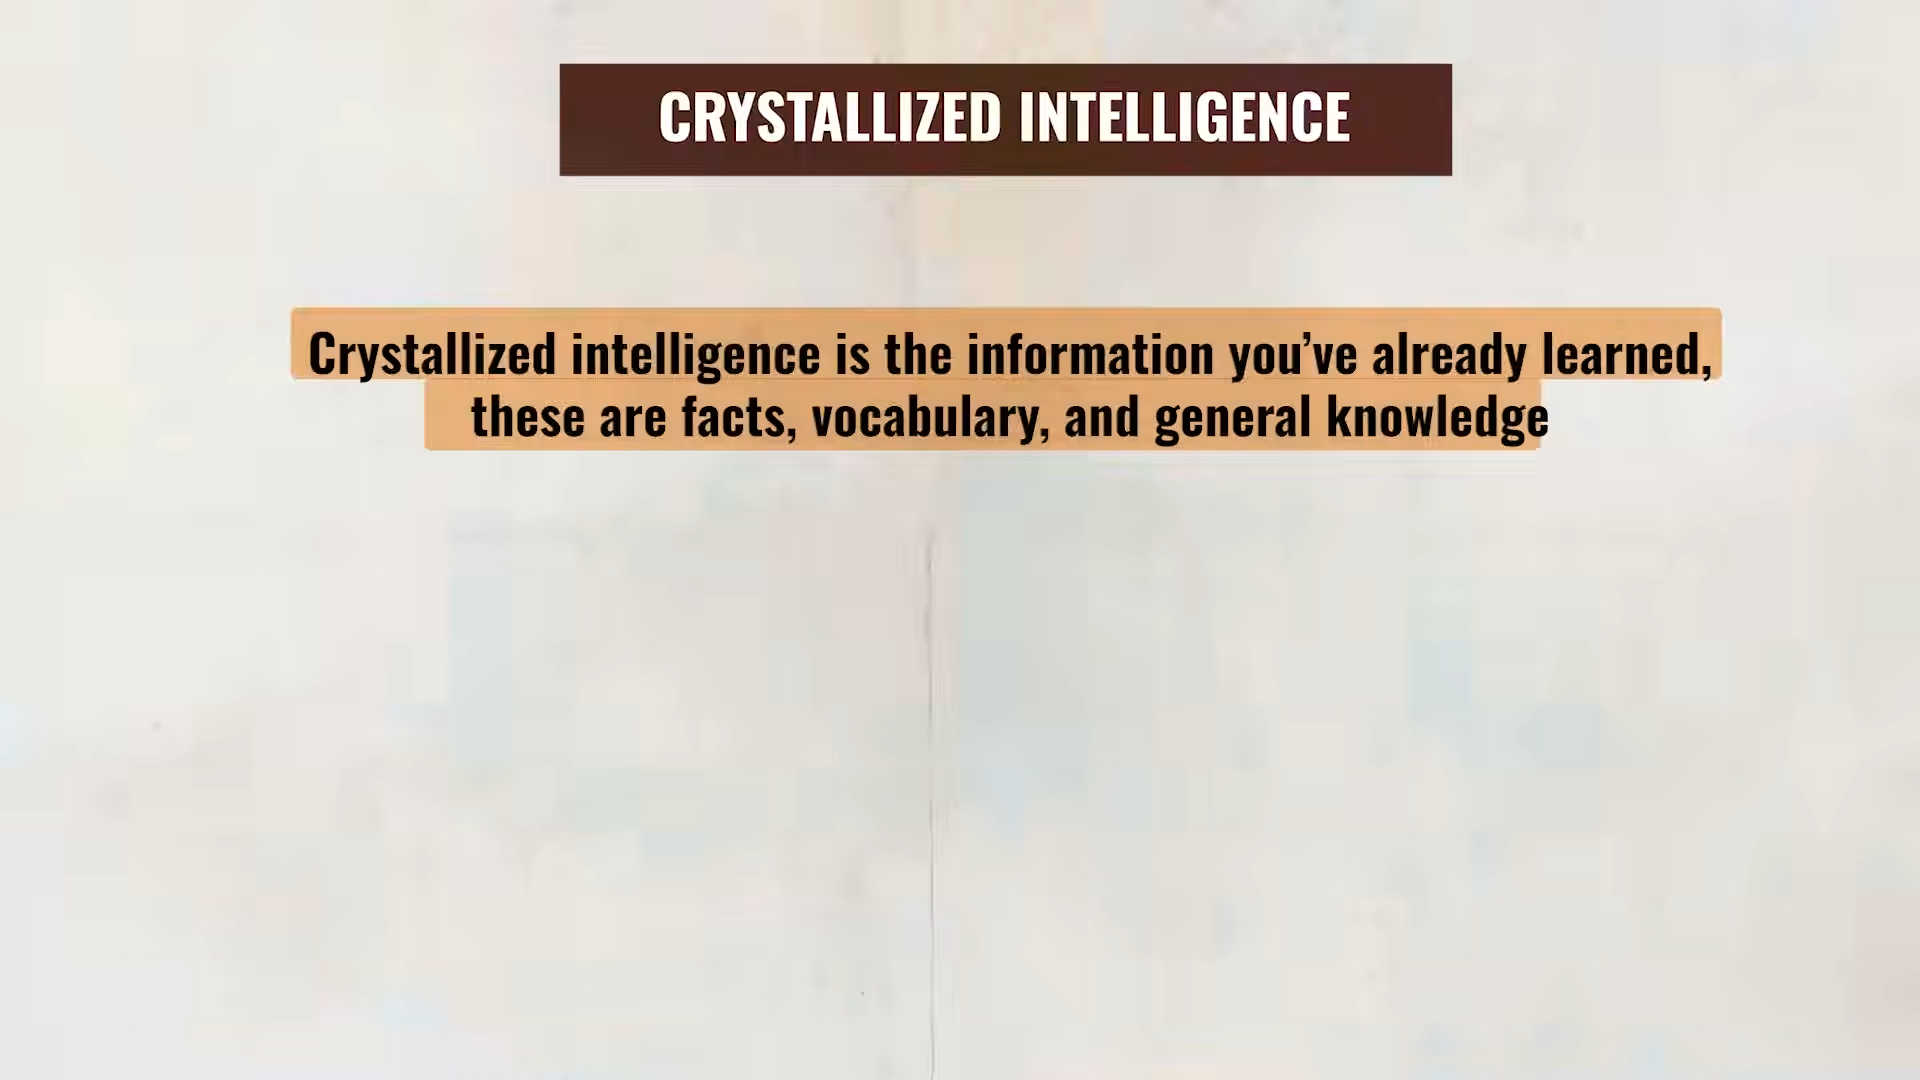 CRYSTALLIZED INTELLIGENCE
Crystallized intelligence is the information you’ve already learned,
these are facts, vocabulary, and general knowledge